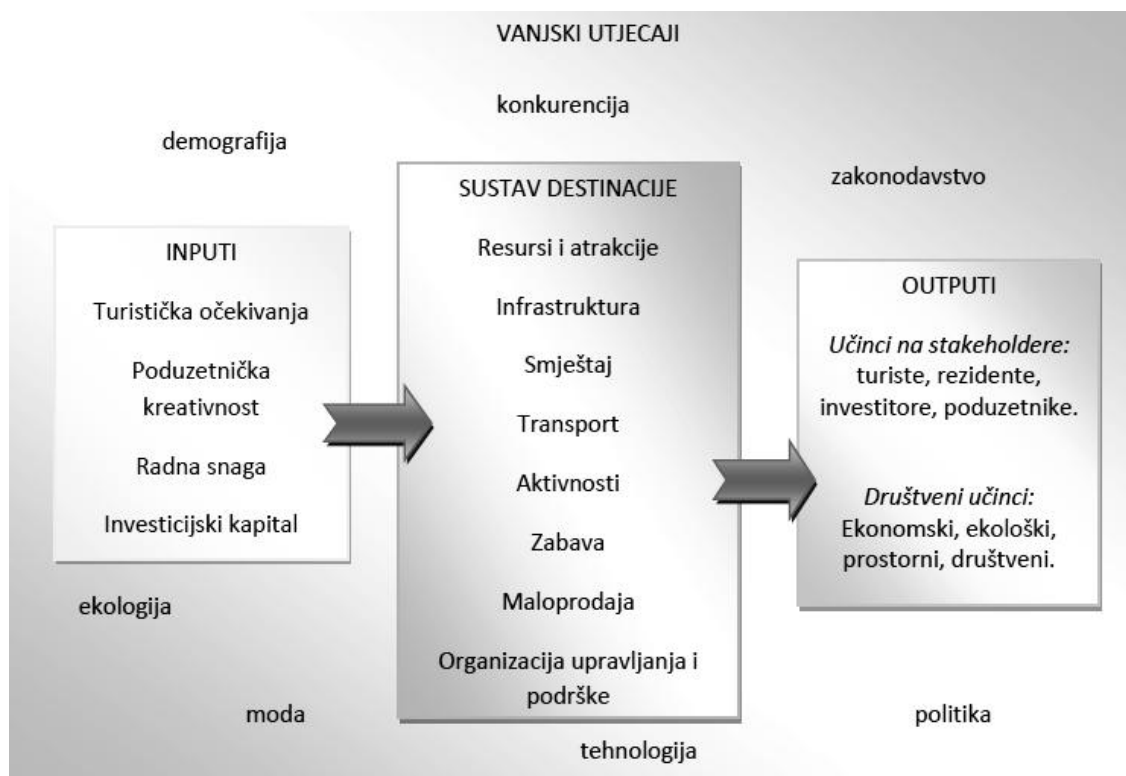 VANJSKI UTJECAJI
konkurencija
demografija
zakonodavstvo
INPUTI
Turistička očekivanja
Poduzetnička
kreativnost
Radna snaga
Investicijski kapital
SUSTAV DESTINACIJE
Resursi i atrakcije
Infrastruktura
Smještaj
Transport
Aktivnosti
Zabava
Maloprodaja
Organizacija upravljanja i
podrške
OUTPUTI
Učinci na stakeholdere:
turiste, rezidente,
investitore, poduzetnike.
Društveni učinci:
Ekonomski, ekološki,
prostorni, društveni.
ekologija
moda
tehnologija
politika